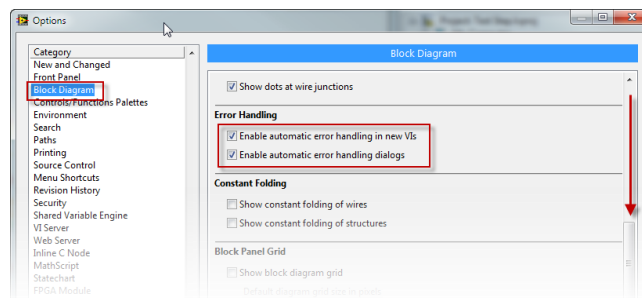 Options
Project: Test Step.lvproj
Category
New and Changed
Front Panel
Block Diagram
Controls/Functions Palettes
Environment
Search
Paths
Printing
Source Control
Menu Shortcuts
Revision History
Security
Shared Variable Engine
VI Server
Web Server
Inline C Node
MathScript
Statechart
FPGA Module
Block Diagram
Show dots at wire junctions
Error Handling
Enable automatic error handling in new VIs
Enable automatic error handling dialogs
Constant Folding
Show constant folding of wires
Show constant folding of structures
Block Panel Grid
Show block diagram grid
Default diagram grid size in pixels